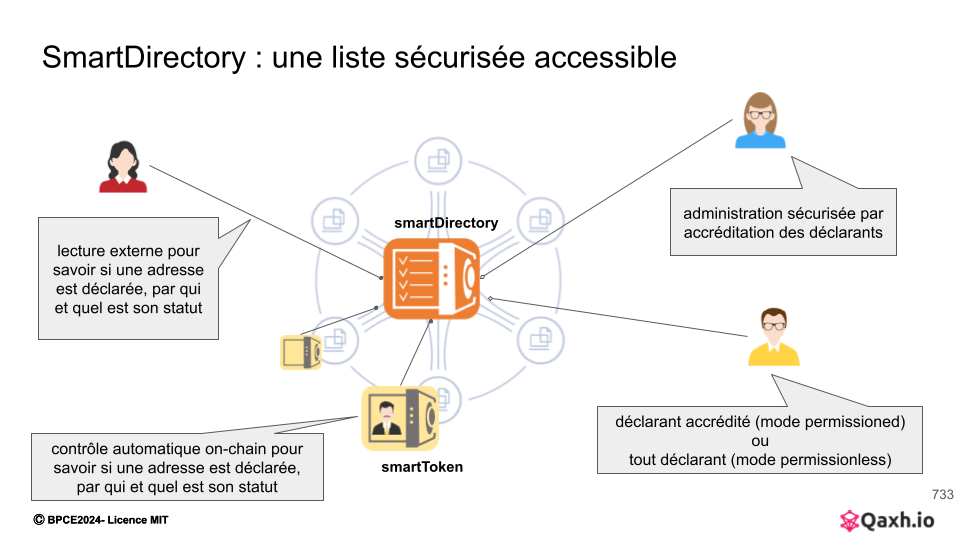 SmartDirectory : une liste sécurisée accessible
smartDirectory
administration sécurisée par
accréditation des déclarants
lecture externe pour
savoir si une adresse
est déclarée, par qui
et quel est son statut
déclarant accrédité (mode permissioned)
ou
tout déclarant (mode permissionless)
contrôle automatique on-chain pour
savoir si une adresse est déclarée,
par qui et quel est son statut
smartToken
733
© BPCE2024- Licence MIT
Qaxh.io